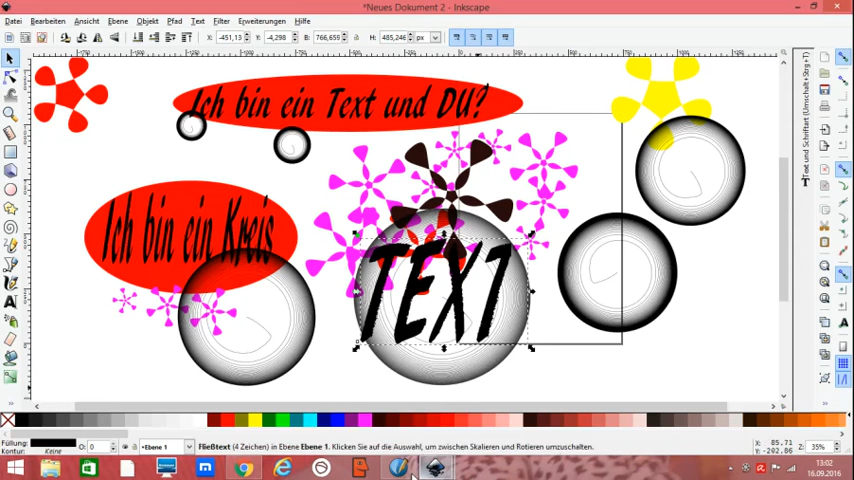 *Neues Dokument 2 - Inkscape
Datei Bearbeiten Ansicht Ebene Objekt Pfad Text Filter Erweiterungen Hilfe
X: -451,13 Y: -4,298 B: 766,659 H: 485,246 px
Ich bin ein Text und DU?
Ich bin ein Kreis
TEXT
Text und Schriftart (Umschalt+Strg+T)
Füllung: O: 0 •Ebene 1 Fließtext (4 Zeichen) in Ebene Ebene 1. Klicken Sie auf die Auswahl, um zwischen Skalieren und Rotieren umzuschalten. X: 85,71 Z: 35%
Kontur: Keine Y: -202,86
13:02
16.09.2016